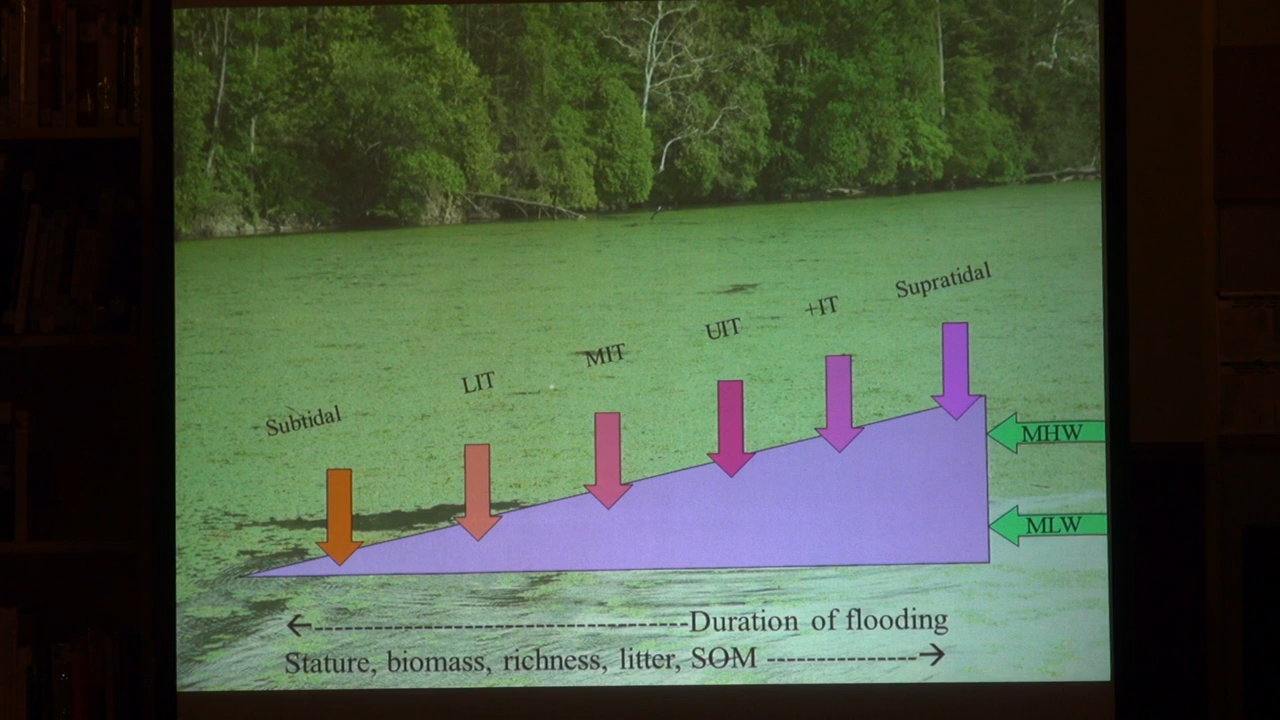 Supratidal
+IT
UIT
MIT
LIT
Subtidal
MHW
MLW
←------------------------------------Duration of flooding
Stature, biomass, richness, litter, SOM ---------------→